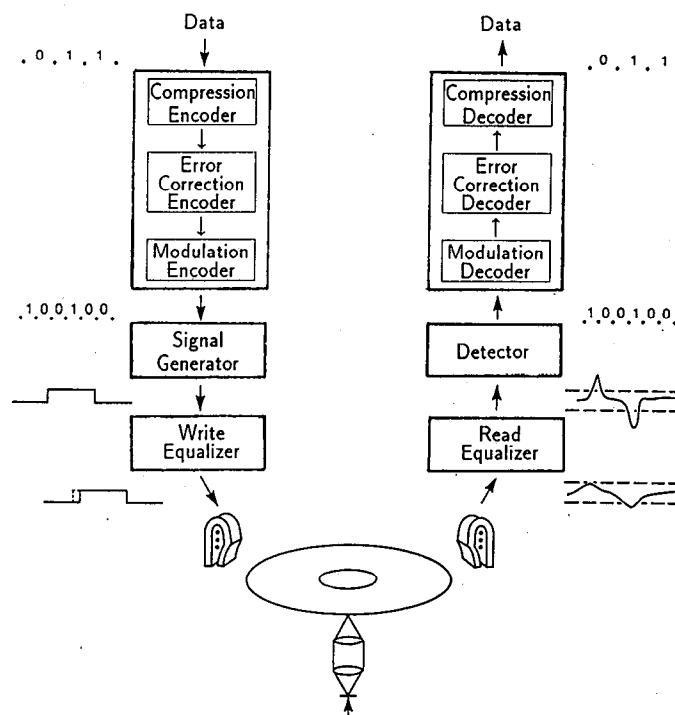 Data
. 0 . 1 . 1 .
Compression
Encoder
Error
Correction
Encoder
Modulation
Encoder
.1.0.0.1.0.0.
Signal
Generator
Write
Equalizer
Data
. 0 . 1 . 1
Compression
Decoder
Error
Correction
Decoder
Modulation
Decoder
.1.0.0.1.0.0.
Detector
Read
Equalizer